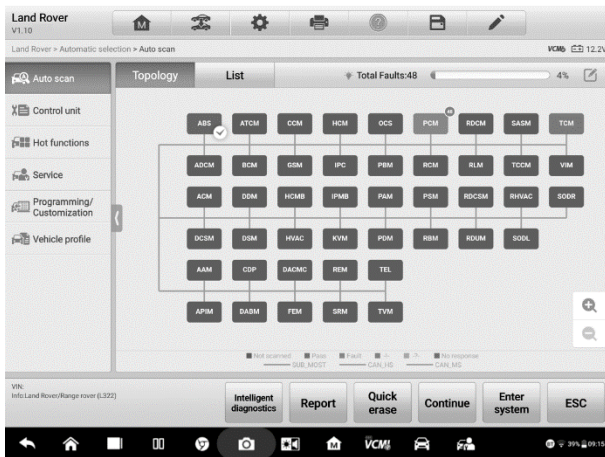 Land Rover
V1.10
Land Rover > Automatic selection > Auto scan
VCMI 12.2V
Auto scan
Control unit
Hot functions
Service
Programming/
Customization
Vehicle profile
Topology List Total Faults:48 4%
ABS ATCM CCM HCM OCS PCM 48 RDCM SASM TCM
ADCM BCM GSM IPC PBM RCM RLM TCCM VIM
ACM DDM HCMB IPMB PAM PSM RDCSM RHVAC SODR
DCSM DSM HVAC KVM PDM RBM RDUM SODL
AAM CDP DACMC REM TEL
APIM DABM FEM SRM TVM
Not scanned Pass Fault -/- -?- No response
SUB_MOST CAN_HS CAN_MS
VIN:
Info:Land Rover/Range rover (L322)
Intelligent
diagnostics
Report
Quick
erase
Continue
Enter
system
ESC
VCMI 39% 09:15